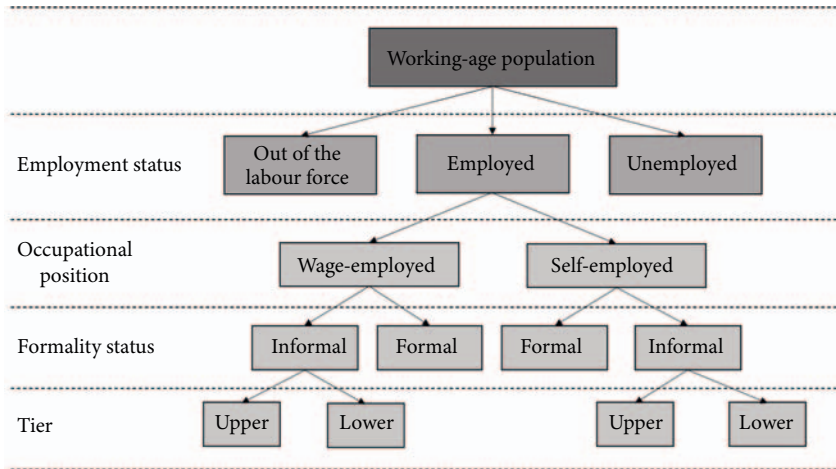 Working-age population
Employment status
Out of the
labour force
Employed
Unemployed
Occupational
position
Wage-employed
Self-employed
Formality status
Informal
Formal
Formal
Informal
Tier
Upper
Lower
Upper
Lower